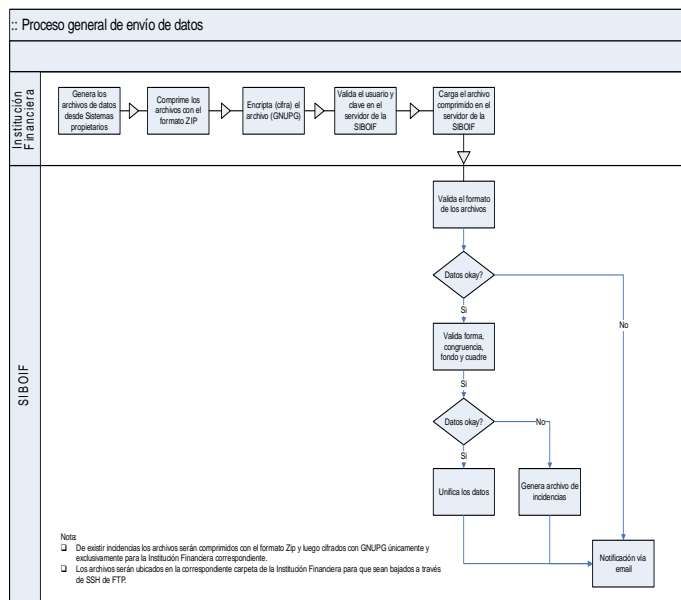 :: Proceso general de envío de datos
Institución
Financiera
Genera los
archivos de datos
desde Sistemas
propietarios
Comprime los
archivos con el
formato ZIP
Encripta (cifra) el
archivo (GNUPG)
Valida el usuario y
clave en el
servidor de la
SIBOIF
Carga el archivo
comprimido en el
servidor de la
SIBOIF
SIBOIF
Valida el formato
de los archivos
Datos okay?
Si
No
Valida forma,
congruencia,
fondo y cuadre
Si
Datos okay?
No
Si
Unifica los datos
Genera archivo de
incidencias
Notificación vía
email
Nota:
❑ De existir incidencias los archivos serán comprimidos con el formato Zip y luego cifrados con GNUPG únicamente y
exclusivamente para la Institución Financiera correspondiente.
❑ Los archivos serán ubicados en la correspondiente carpeta de la Institución Financiera para que sean bajados a través
de SSH de FTP.